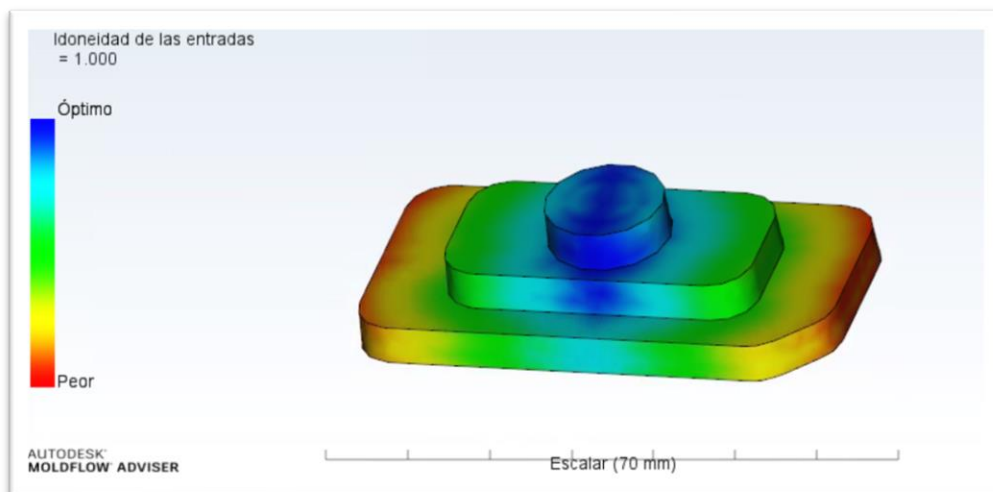 Idoneidad de las entradas
= 1.000
Óptimo
Peor
AUTODESK'
MOLDFLOW' ADVISER
Escalar (70 mm)